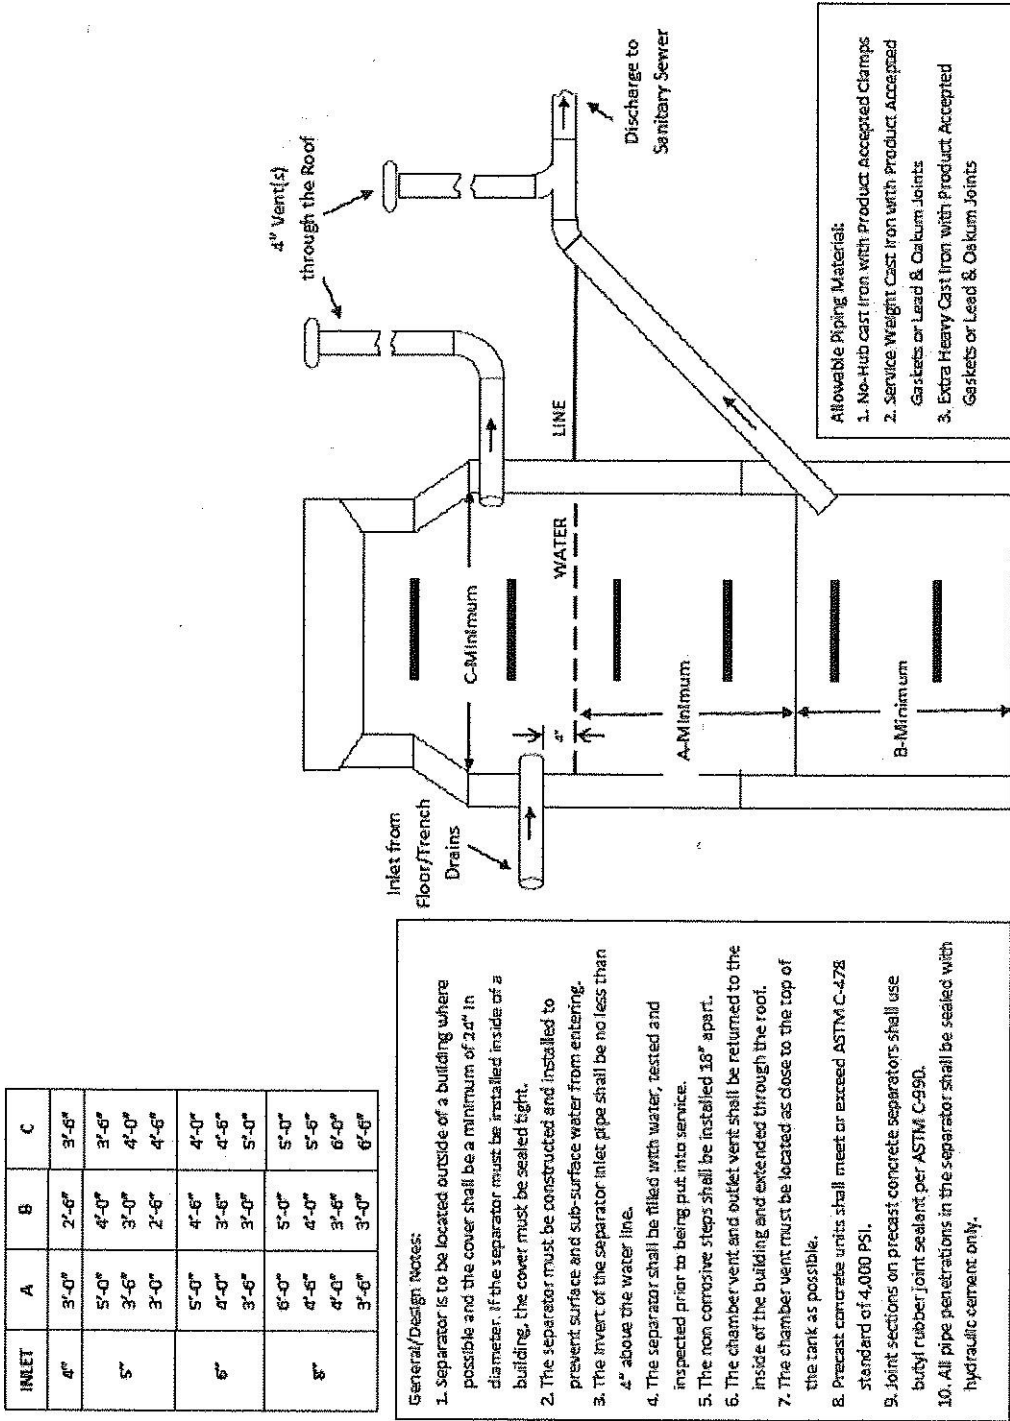 INLET A B C
4" 3'-0" 2'-6" 3'-6"
5" 5'-0" 4'-0" 3'-6"
3'-6" 3'-0" 4'-0"
3'-0" 2'-6" 4'-6"
6" 5'-0" 4'-6" 4'-0"
4'-0" 3'-6" 4'-6"
3'-6" 3'-0" 5'-0"
8" 6'-0" 5'-0" 5'-0"
4'-6" 4'-0" 5'-6"
4'-0" 3'-6" 6'-0"
3'-6" 3'-0" 6'-6"
General/Design Notes:
1. Separator is to be located outside of a building where
possible and the cover shall be a minimum of 24" in
diameter. If the separator must be installed inside of a
building, the cover must be sealed tight.
2. The separator must be constructed and installed to
prevent surface and sub-surface water from entering.
3. The invert of the separator inlet pipe shall be no less than
4" above the water line.
4. The separator shall be filled with water, tested and
inspected prior to being put into service.
5. The non corrosive steps shall be installed 18" apart.
6. The chamber vent and outlet vent shall be returned to the
inside of the building and extended through the roof.
7. The chamber vent must be located as close to the top of
the tank as possible.
8. Precast concrete units shall meet or exceed ASTM C-478
standard of 4,000 PSI.
9. Joint sections on precast concrete separators shall use
butyl rubber joint sealant per ASTM C-990.
10. All pipe penetrations in the separator shall be sealed with
hydraulic cement only.
4" Vent(s)
through the Roof
Inlet from
Floor/Trench
Drains
C-Minimum
4"
WATER LINE
A-Minimum
B-Minimum
Discharge to
Sanitary Sewer
Allowable Piping Material:
1. No-Hub cast iron with Product Accepted Clamps
2. Service Weight Cast Iron with Product Accepted
Gaskets or Lead & Oakum Joints
3. Extra Heavy Cast Iron with Product Accepted
Gaskets or Lead & Oakum Joints